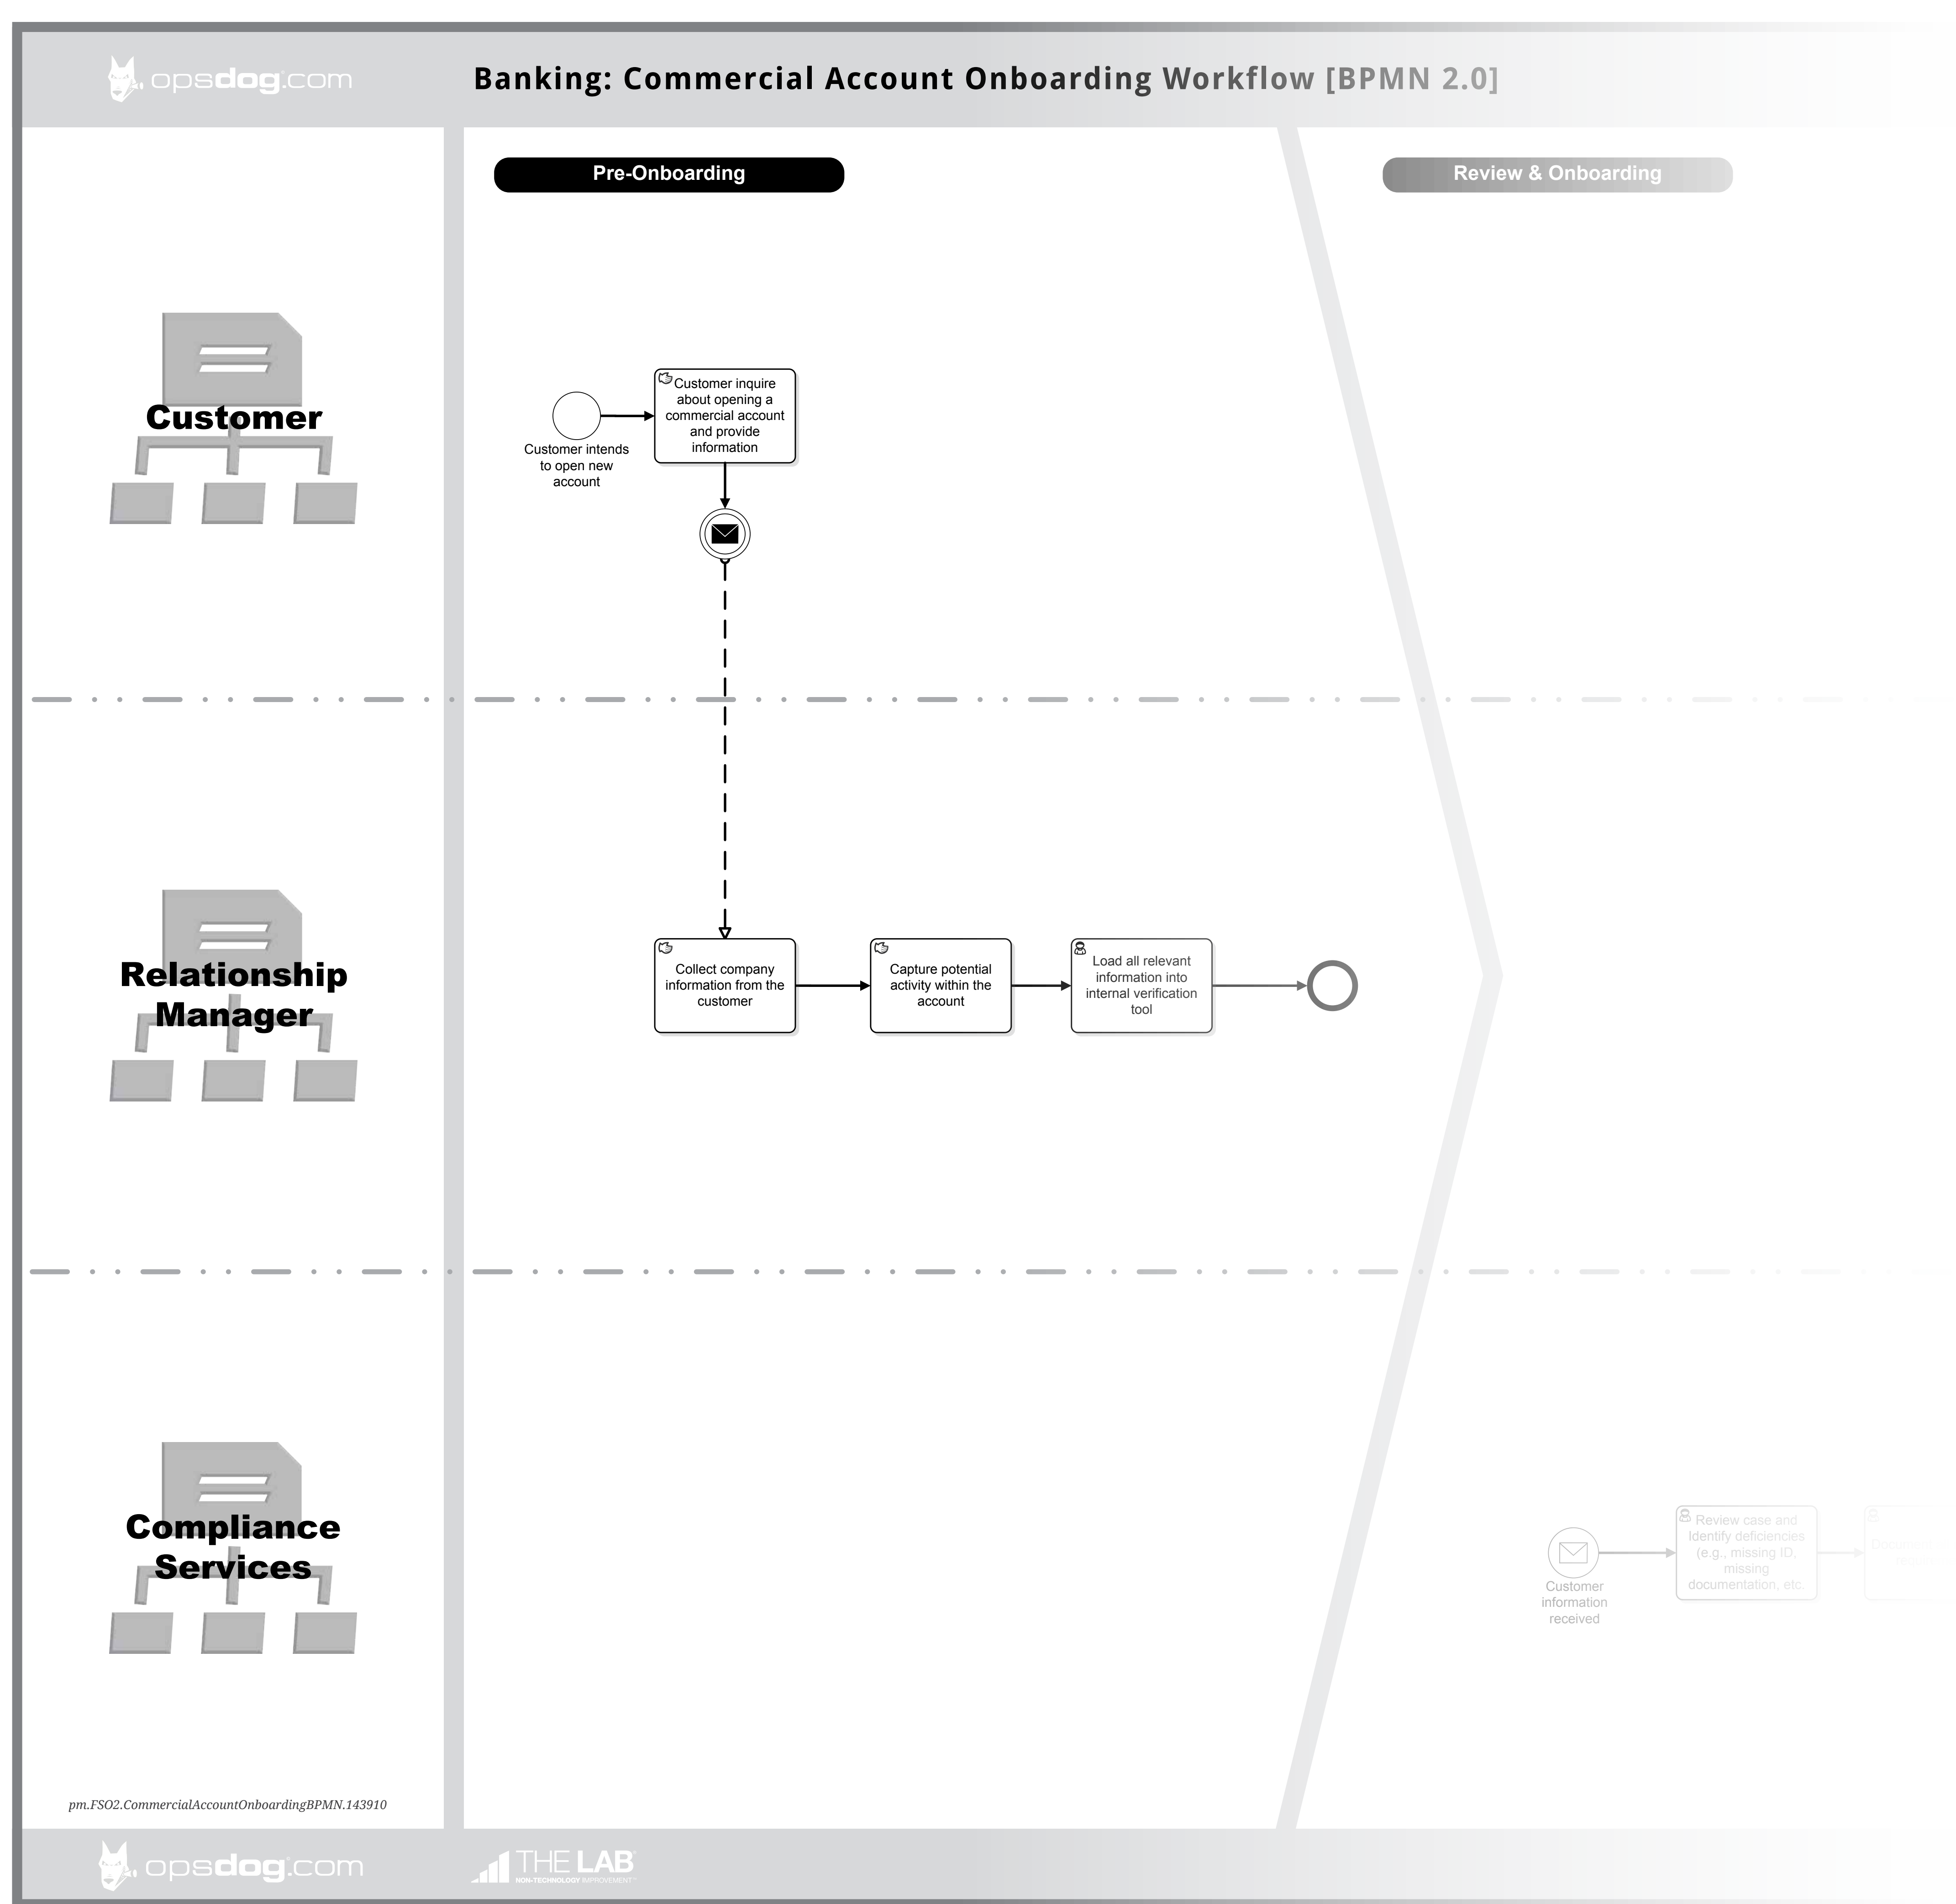 opsdog.com
Banking: Commercial Account Onboarding Workflow [BPMN 2.0]
Pre-Onboarding
Review & Onboarding
Customer
Customer intends
to open new
account
Customer inquire
about opening a
commercial account
and provide
information
Relationship
Manager
Collect company
information from the
customer
Capture potential
activity within the
account
Load all relevant
information into
internal verification
tool
Compliance
Services
Customer
information
received
Review case and
Identify deficiencies
(e.g., missing ID,
missing
documentation, etc.
pm.FSO2.CommercialAccountOnboardingBPMN.143910
opsdog.com
THE LAB
NON-TECHNOLOGY IMPROVEMENT